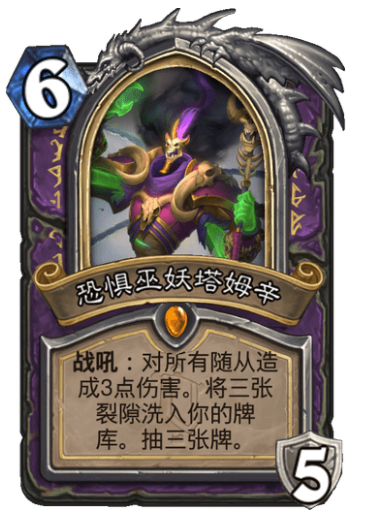 6
恐惧巫妖塔姆辛
战吼：对所有随从造
成3点伤害。将三张
裂隙洗入你的牌
库。抽三张牌。
5